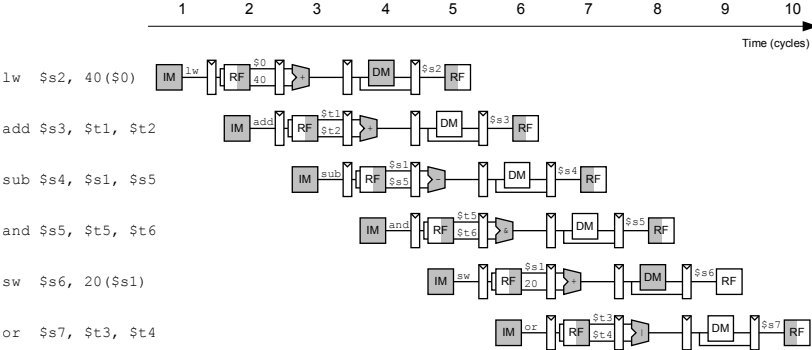 1 2 3 4 5 6 7 8 9 10
Time (cycles)
lw $s2, 40($0) IM lw RF $0 40 + DM $s2 RF
add $s3, $t1, $t2 IM add RF $t1 $t2 + DM $s3 RF
sub $s4, $s1, $s5 IM sub RF $s1 $s5 - DM $s4 RF
and $s5, $t5, $t6 IM and RF $t5 $t6 & DM $s5 RF
sw $s6, 20($s1) IM sw RF $s1 20 + DM $s6 RF
or $s7, $t3, $t4 IM or RF $t3 $t4 | DM $s7 RF